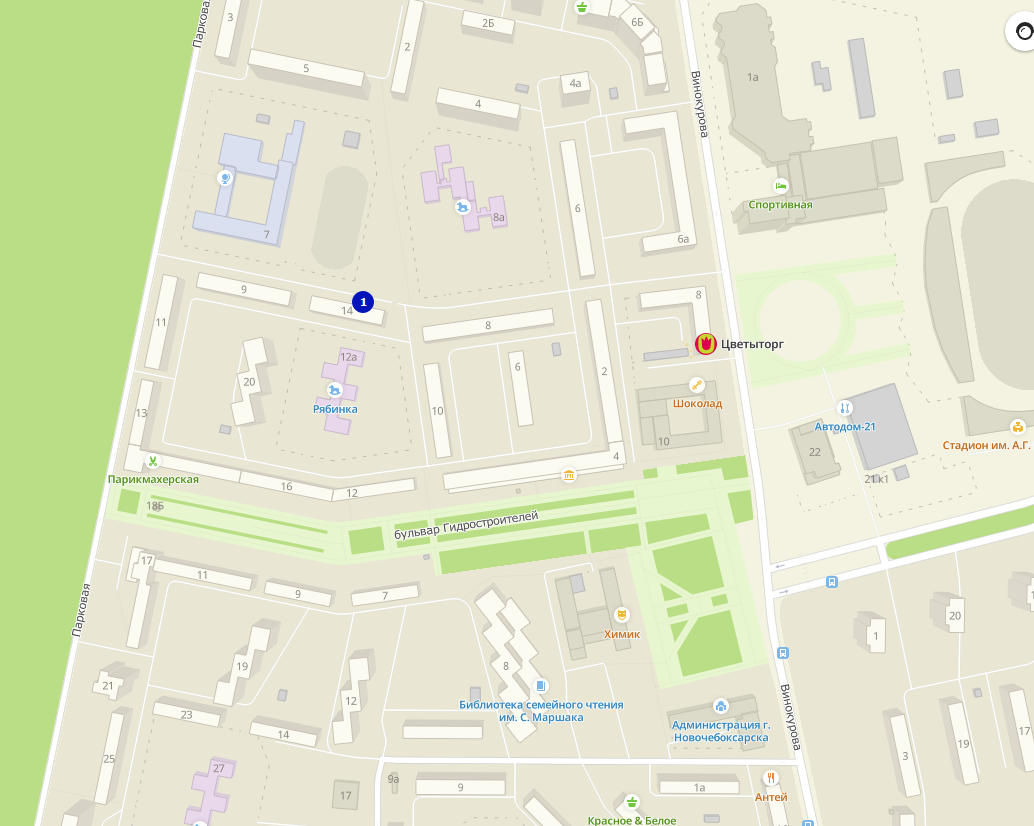 Парковая
3
2Б
6Б
2
5
4а
1а
4
Винокурова
7
8а
6
Спортивная
6а
9
1
14
8
11
8
Цветыторг
12а
6
2
20
Рябинка
10
Шоколад
13
10
Автодом-21
22
Стадион им. А.Г.
4
Парикмахерская
16
12
21 к1
18Б
бульвар Гидростроителей
17
11
9
7
Парковая
Химик
20
1
19
8
21
12
Библиотека семейного чтения
им. С. Маршака
Винокурова
23
14
Администрация г.
Новочебоксарска
19
17
3
25
27
9а
17
9
1а
Антей
Красное & Белое